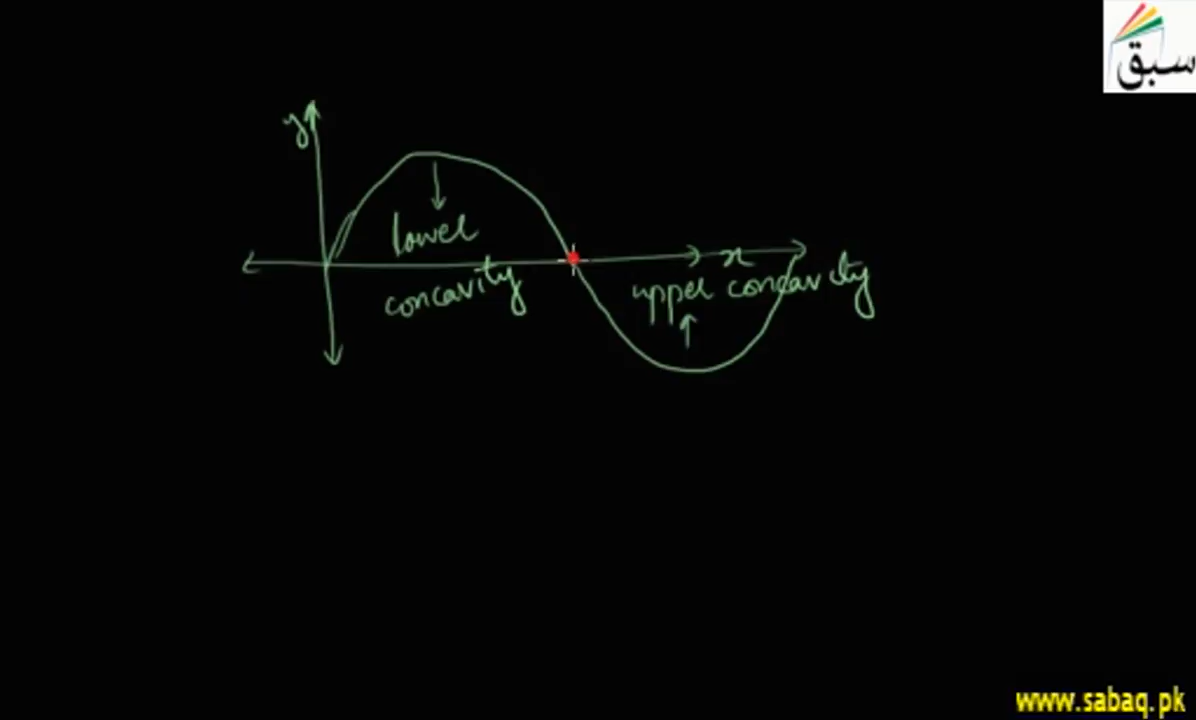 سبق
y
lower
concavity
x
upper concavity
www.sabaq.pk